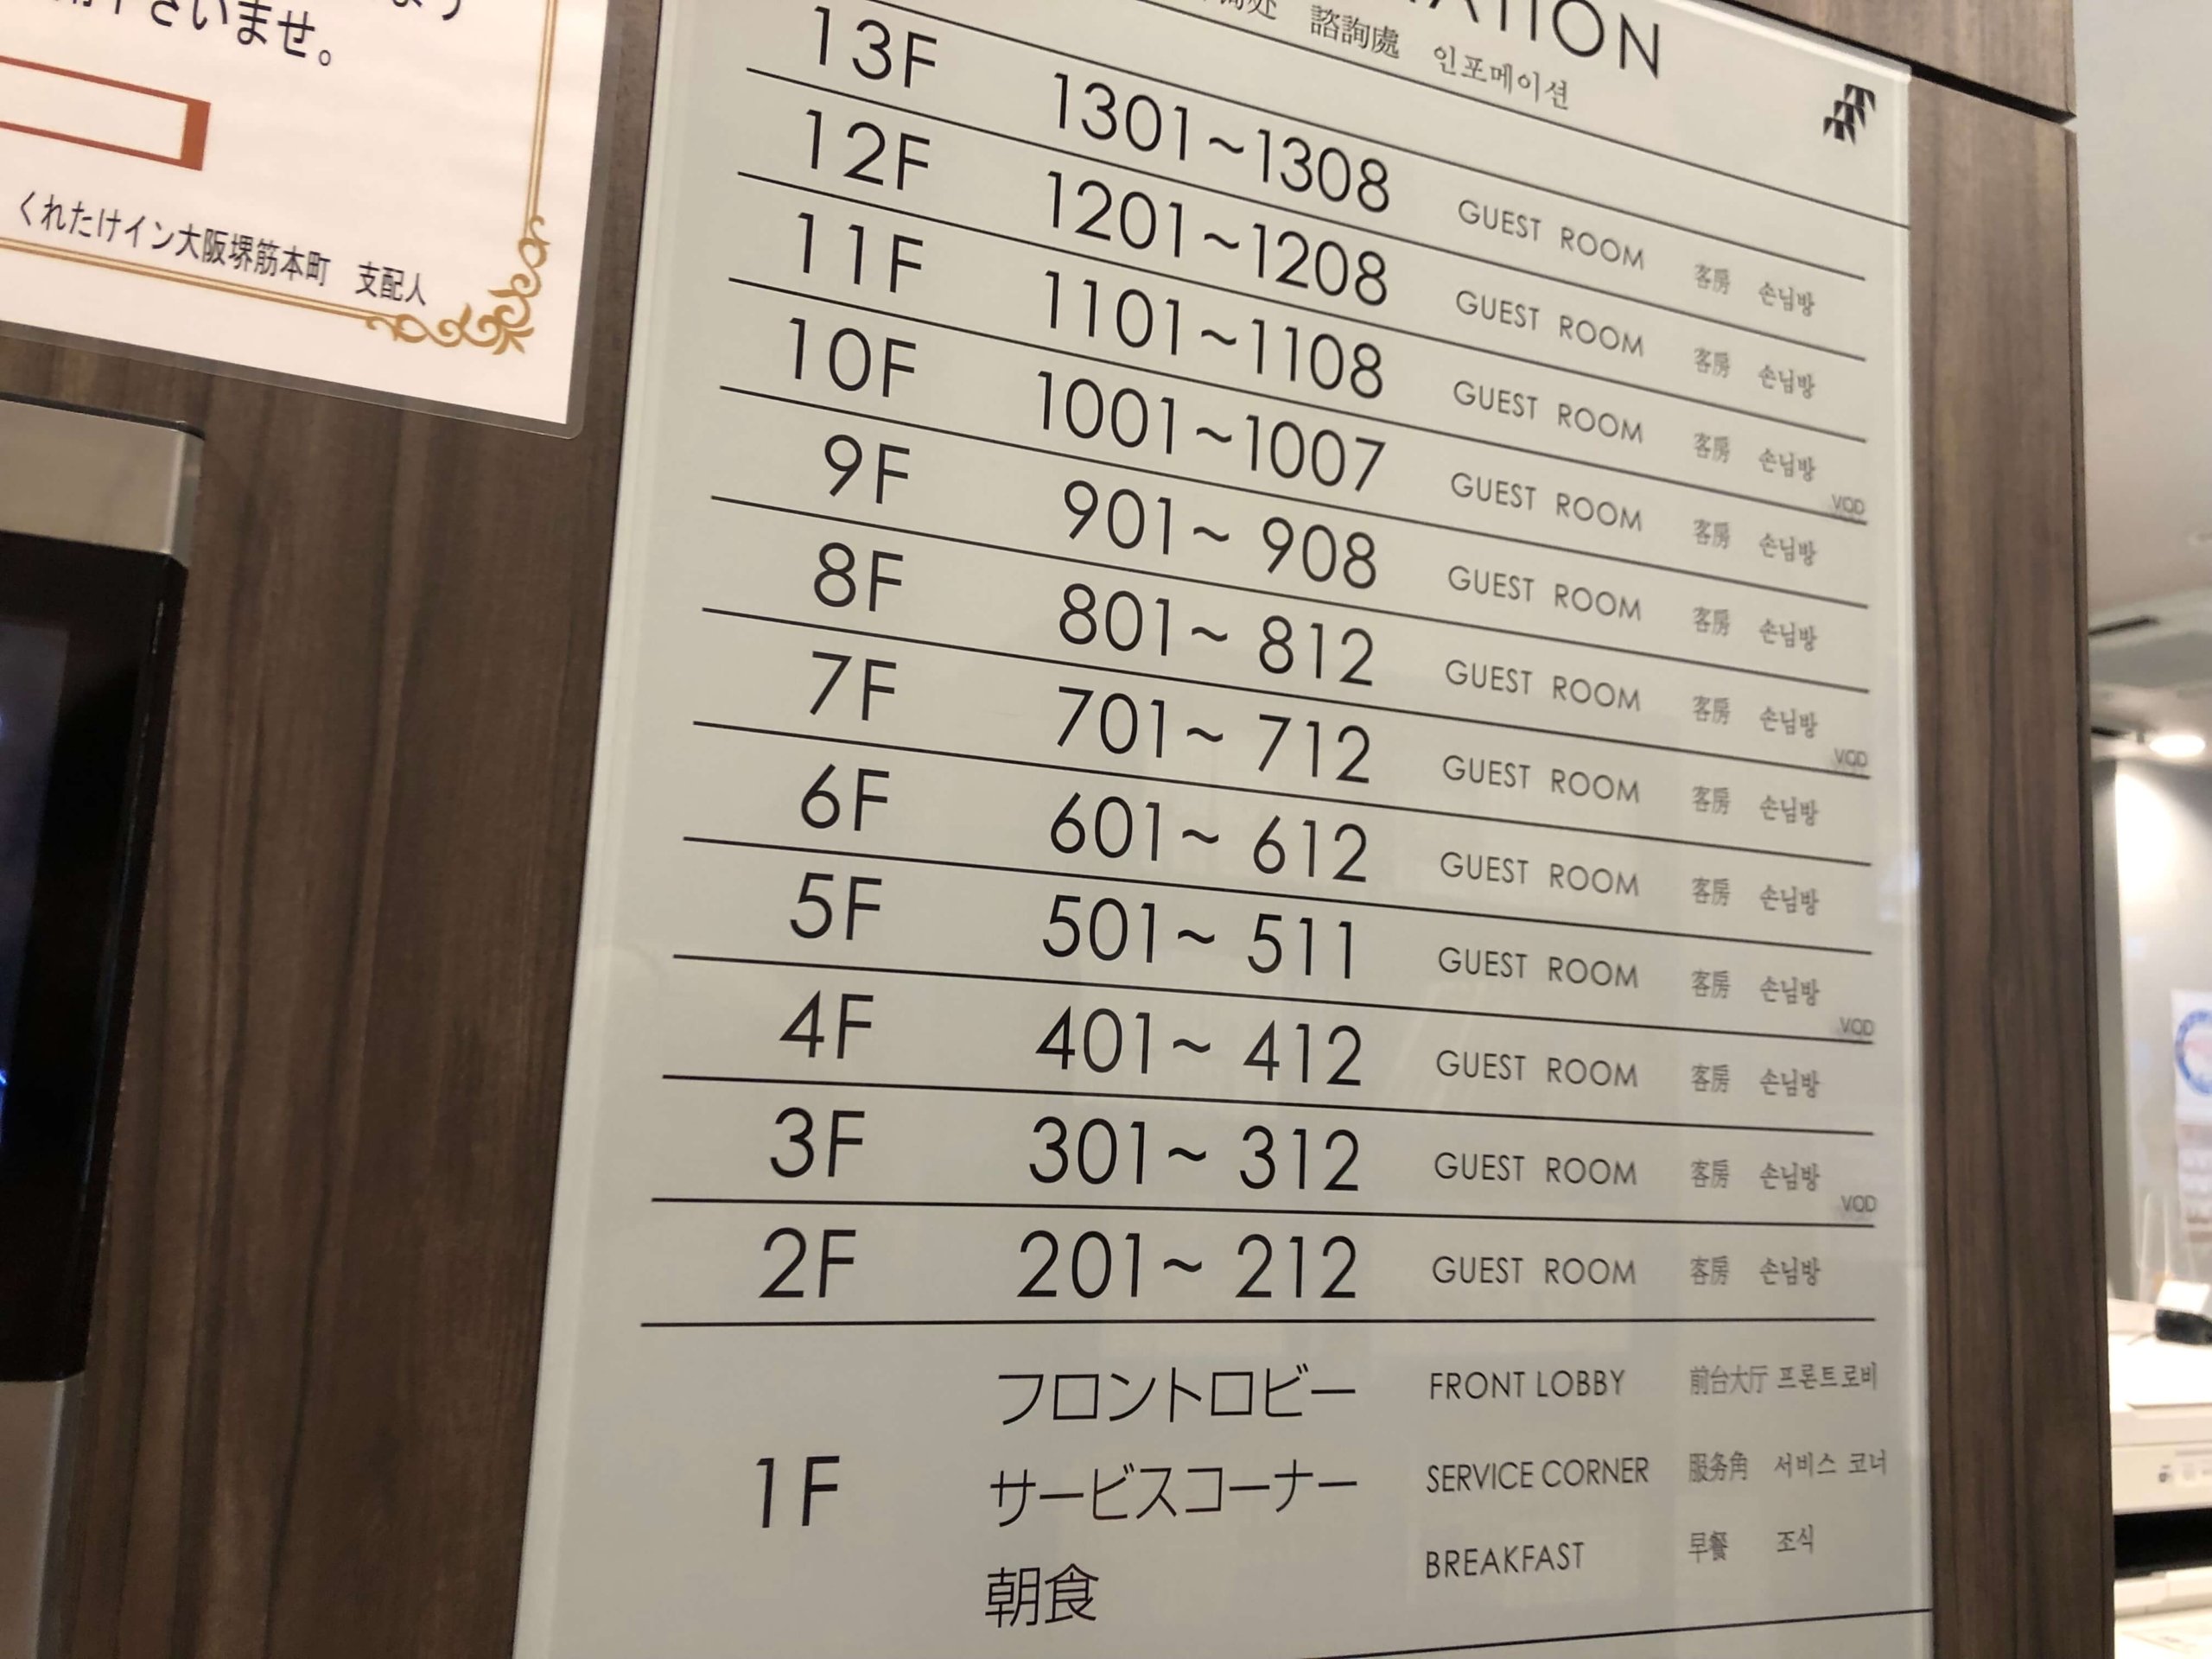 さいませ。
くれたけイン大阪堺筋本町 支配人
ATION
諮詢處 인포메이션
13F 1301~1308 GUEST ROOM 客房 손님방
12F 1201~1208 GUEST ROOM 客房 손님방
11F 1101~1108 GUEST ROOM 客房 손님방
VOD
10F 1001~1007 GUEST ROOM 客房 손님방
9F 901~ 908 GUEST ROOM 客房 손님방
8F 801~ 812 GUEST ROOM 客房 손님방
VOD
7F 701~ 712 GUEST ROOM 客房 손님방
6F 601~ 612 GUEST ROOM 客房 손님방
5F 501~ 511 GUEST ROOM 客房 손님방
VOD
4F 401~ 412 GUEST ROOM 客房 손님방
3F 301~ 312 GUEST ROOM 客房 손님방
VOD
2F 201~ 212 GUEST ROOM 客房 손님방
フロントロビー FRONT LOBBY 前台大厅 프론트로비
1F サービスコーナー SERVICE CORNER 服务角 서비스 코너
朝食 BREAKFAST 早餐 조식